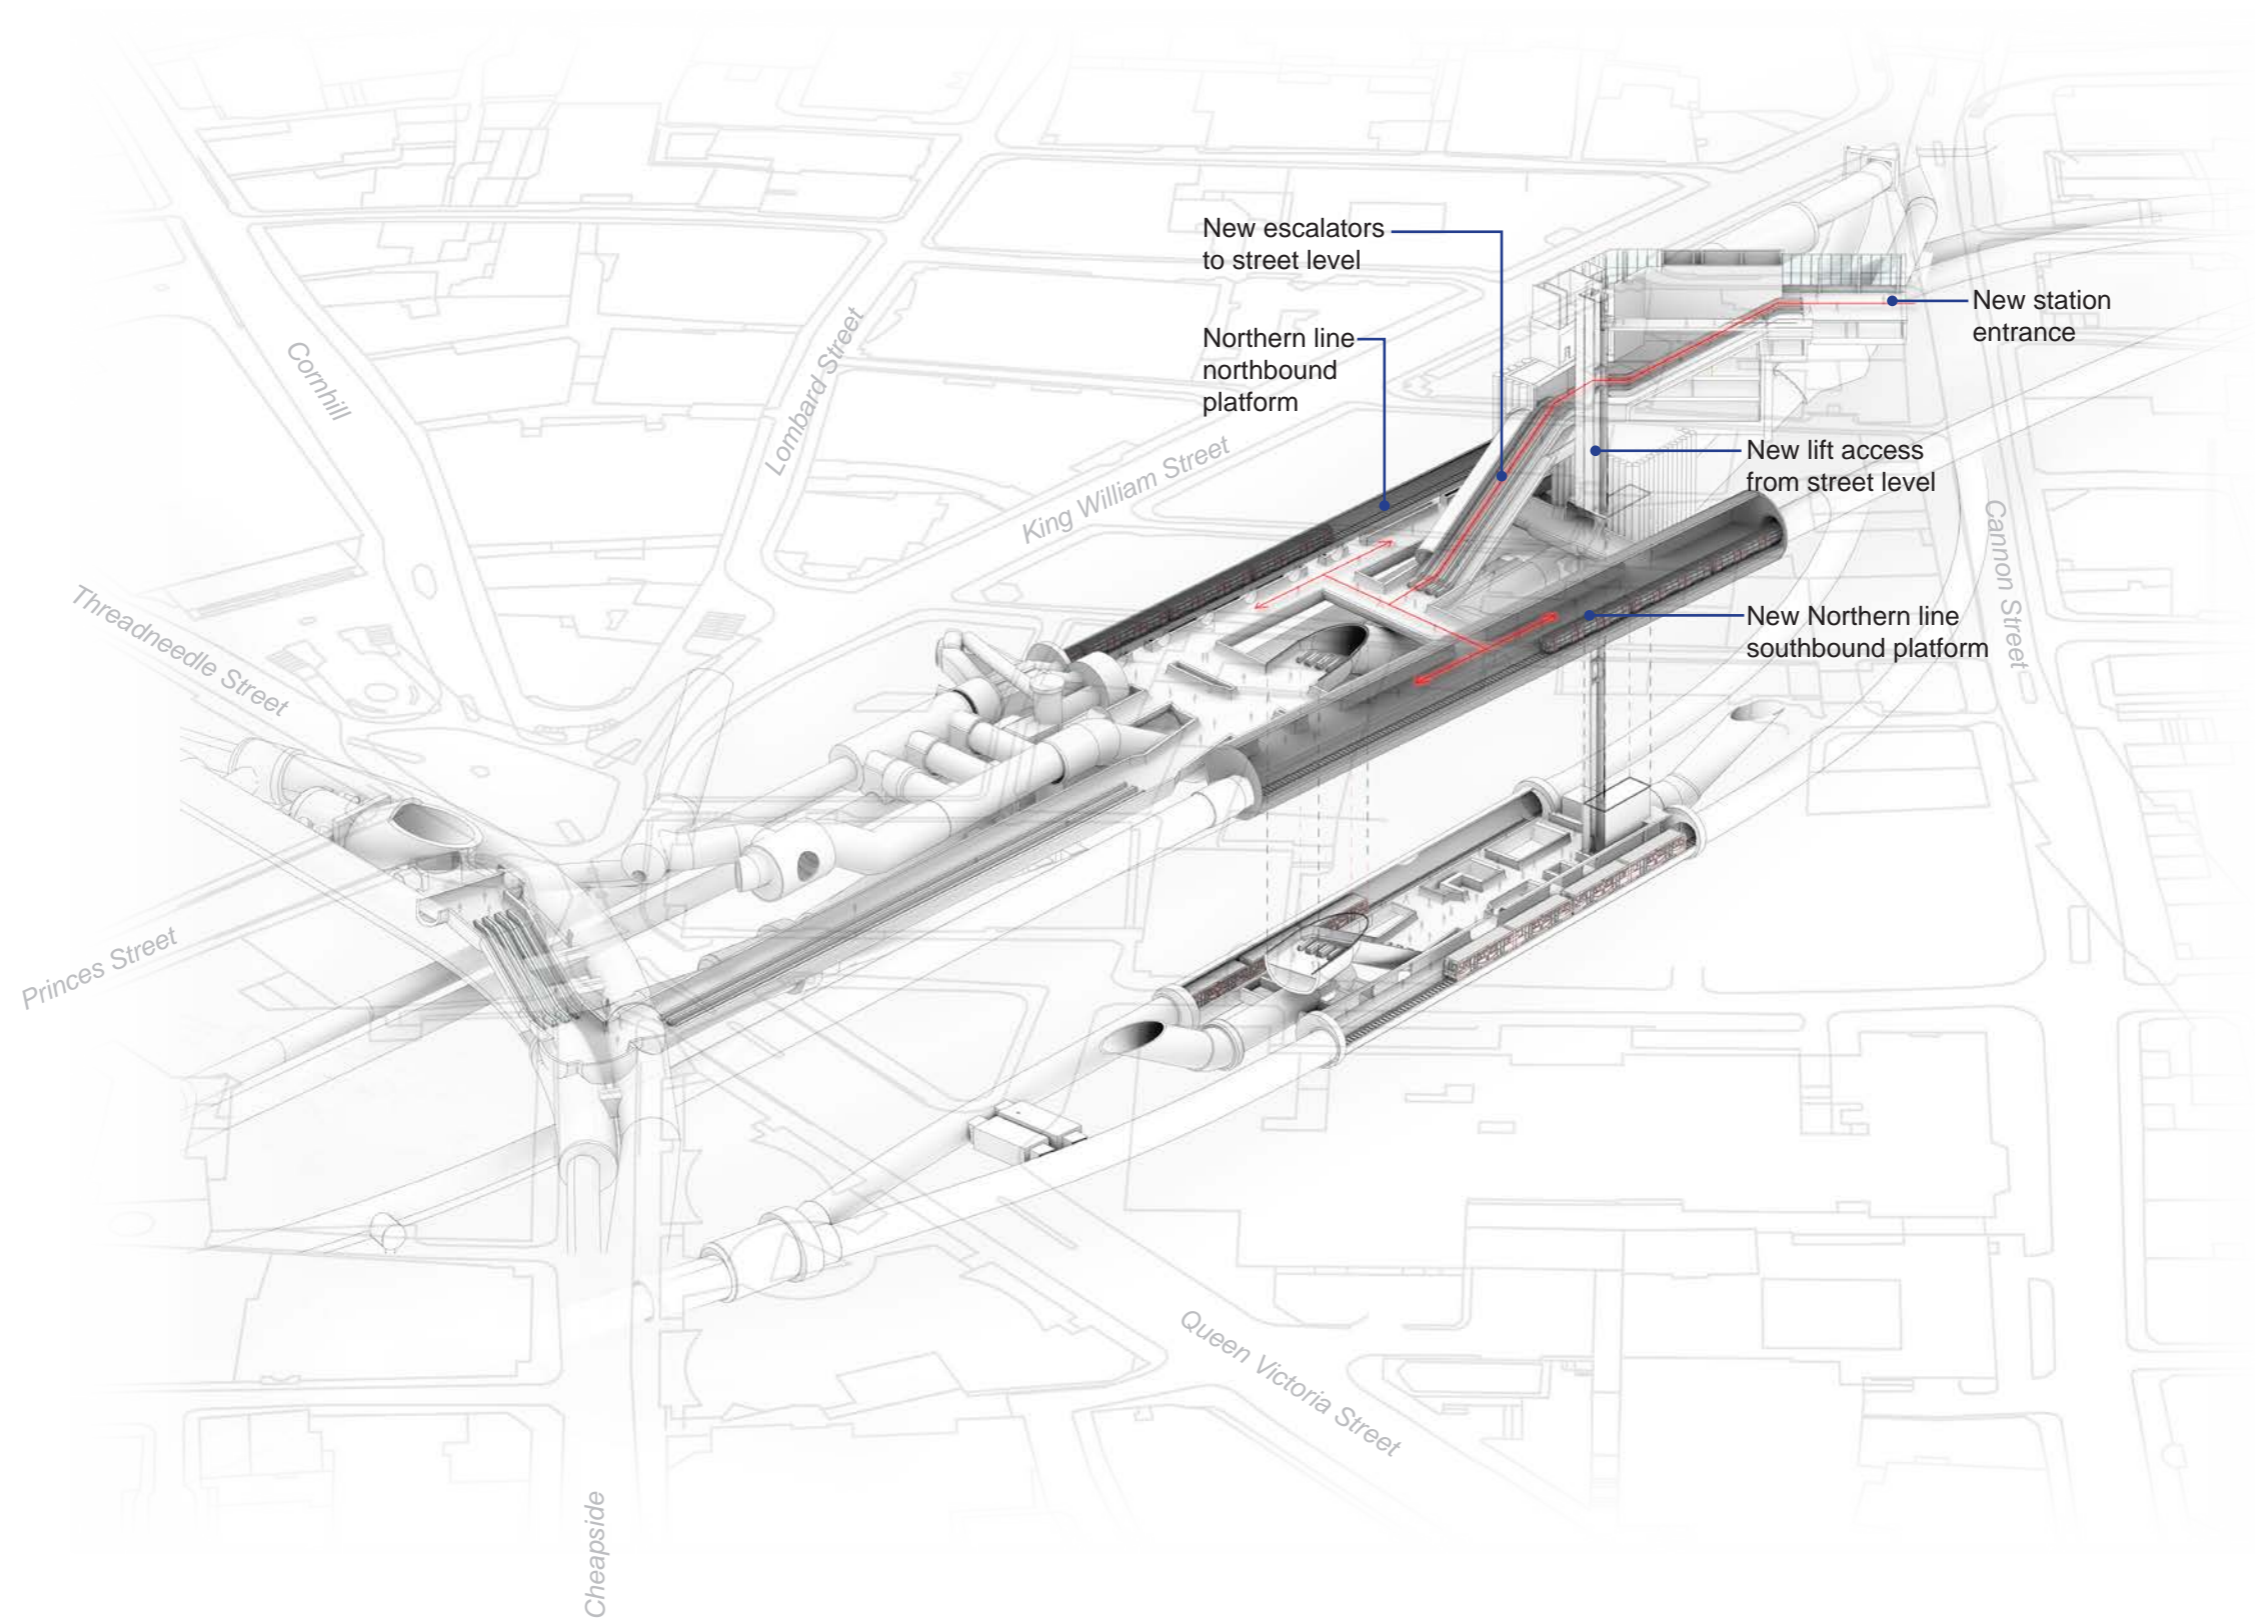 New escalators
to street level
New station
entrance
Northern line
northbound
platform
Cornhill
Lombard Street
King William Street
New lift access
from street level
Cannon Street
Threadneedle Street
New Northern line
southbound platform
Princes Street
Queen Victoria Street
Cheapside